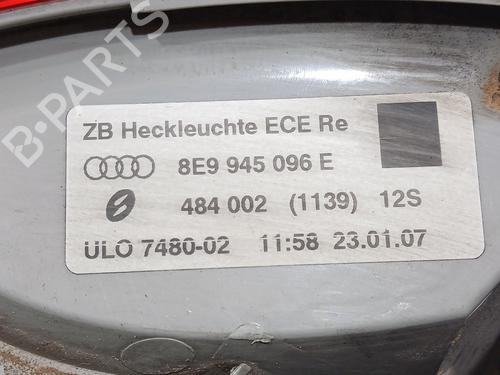 ZB Heckleuchte ECE Re
8E9 945 096 E
484 002 (1139) 12S
ULO 7480-02 11:58 23.01.07
B-PARTS